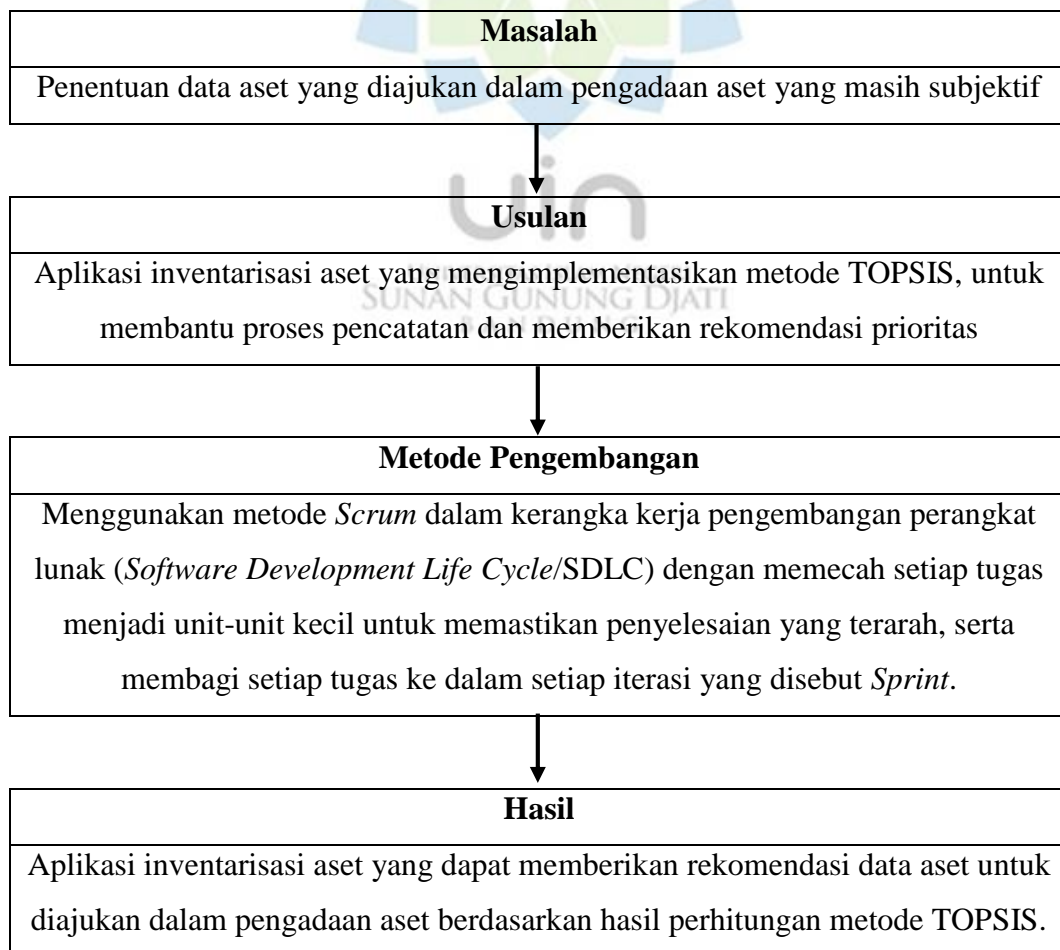 Masalah
Penentuan data aset yang diajukan dalam pengadaan aset yang masih subjektif
uin
Usulan
Aplikasi inventarisasi aset yang mengimplementasikan metode TOPSIS, untuk
SUNAN GUNUNG DJATI
membantu proses pencatatan dan memberikan rekomendasi prioritas
Metode Pengembangan
Menggunakan metode Scrum dalam kerangka kerja pengembangan perangkat
lunak (Software Development Life Cycle/SDLC) dengan memecah setiap tugas
menjadi unit-unit kecil untuk memastikan penyelesaian yang terarah, serta
membagi setiap tugas ke dalam setiap iterasi yang disebut Sprint.
Hasil
Aplikasi inventarisasi aset yang dapat memberikan rekomendasi data aset untuk
diajukan dalam pengadaan aset berdasarkan hasil perhitungan metode TOPSIS.